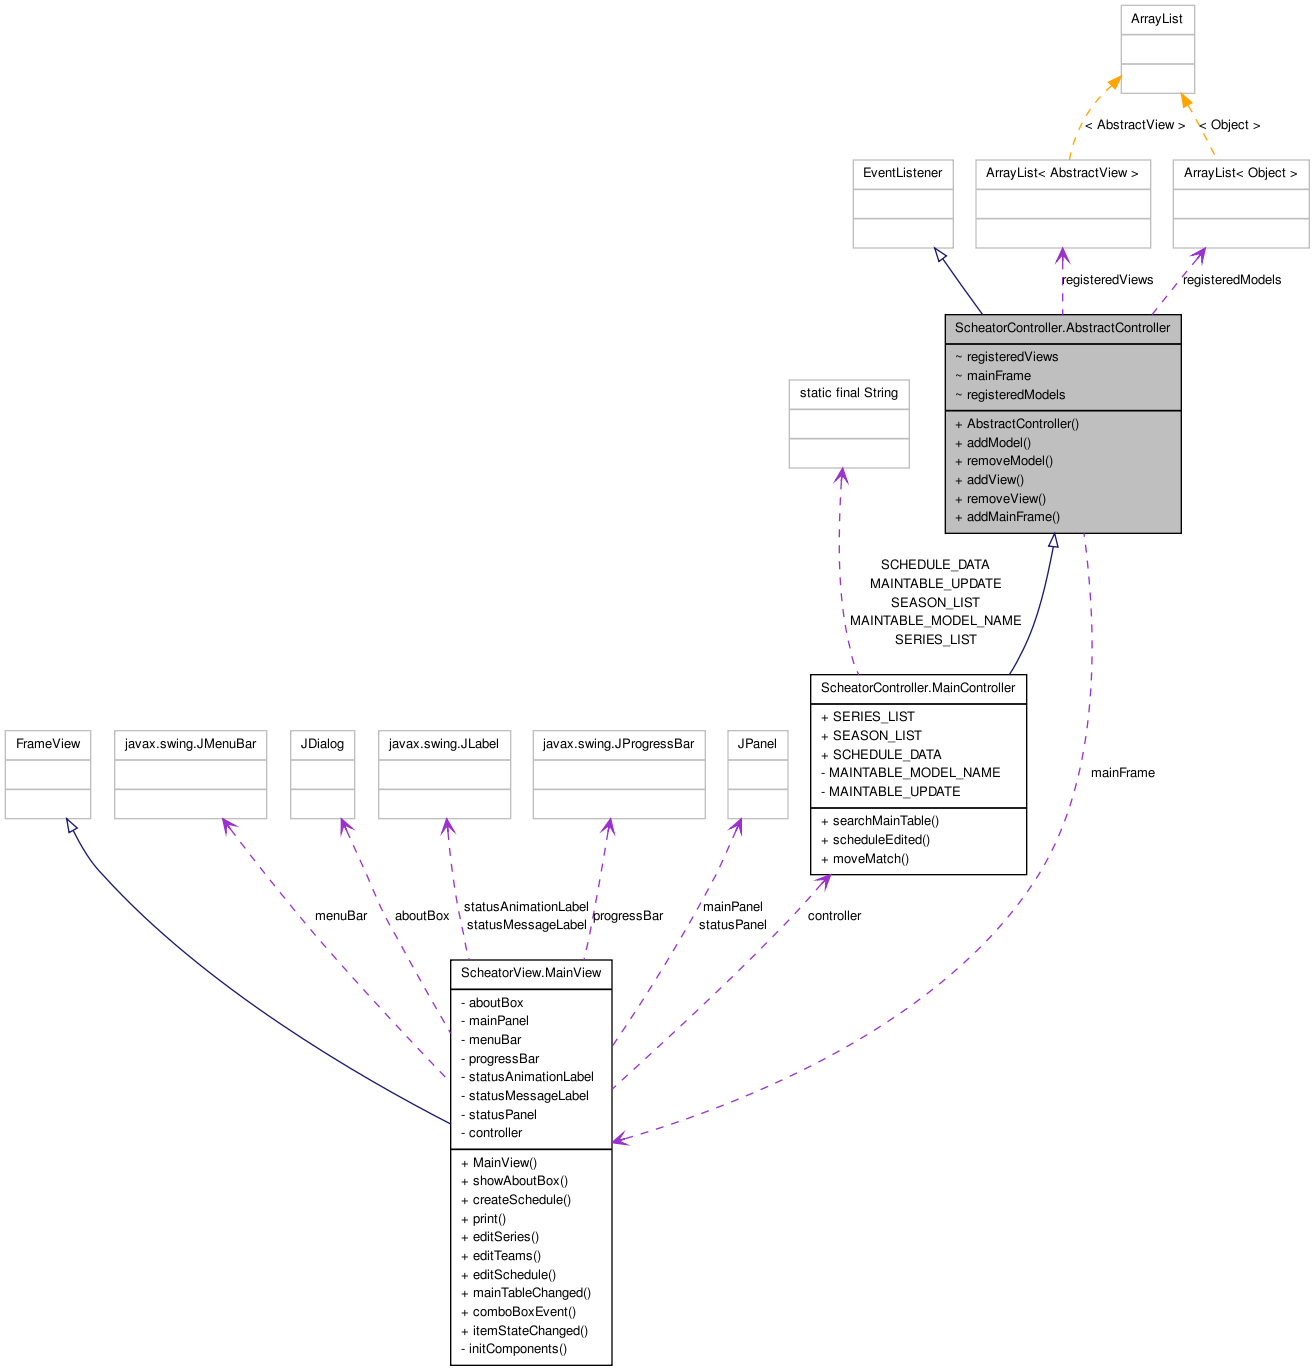 ArrayList
< AbstractView >
< Object >
EventListener
ArrayList< AbstractView >
ArrayList< Object >
registeredViews
registeredModels
ScheatorController.AbstractController
~ registeredViews
~ mainFrame
~ registeredModels
+ AbstractController()
+ addModel()
+ removeModel()
+ addView()
+ removeView()
+ addMainFrame()
static final String
SCHEDULE_DATA
MAINTABLE_UPDATE
SEASON_LIST
MAINTABLE_MODEL_NAME
SERIES_LIST
ScheatorController.MainController
+ SERIES_LIST
+ SEASON_LIST
+ SCHEDULE_DATA
- MAINTABLE_MODEL_NAME
- MAINTABLE_UPDATE
+ searchMainTable()
+ scheduleEdited()
+ moveMatch()
mainFrame
FrameView
javax.swing.JMenuBar
JDialog
javax.swing.JLabel
javax.swing.JProgressBar
JPanel
menuBar
aboutBox
statusAnimationLabel
statusMessageLabel
progressBar
mainPanel
statusPanel
controller
ScheatorView.MainView
- aboutBox
- mainPanel
- menuBar
- progressBar
- statusAnimationLabel
- statusMessageLabel
- statusPanel
- controller
+ MainView()
+ showAboutBox()
+ createSchedule()
+ print()
+ editSeries()
+ editTeams()
+ editSchedule()
+ mainTableChanged()
+ comboBoxEvent()
+ itemStateChanged()
- initComponents()